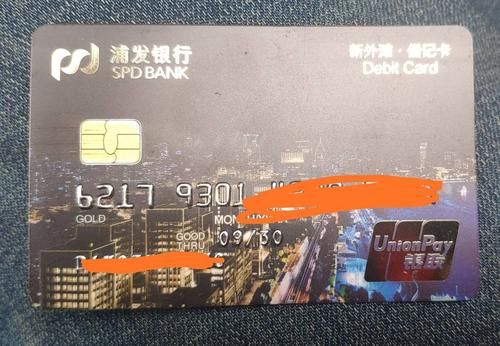 浦发银行
SPD BANK
新外滩·借记卡
Debit Card
6217 9301
GOLD
GOOD
THRU
09/30
UnionPay
银联